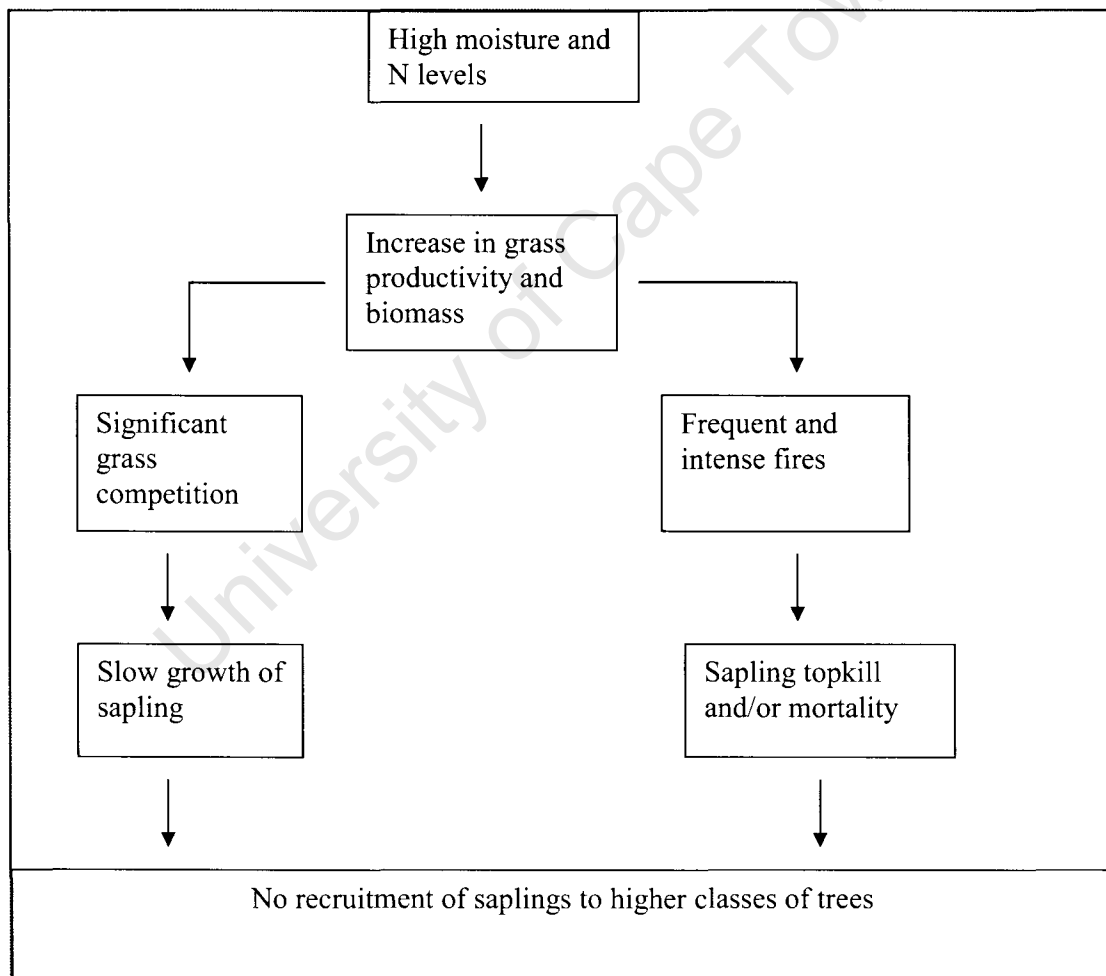 High moisture and
N levels
Increase in grass
productivity and
biomass
Significant
grass
competition
Frequent and
intense fires
Slow growth of
sapling
Sapling topkill
and/or mortality
No recruitment of saplings to higher classes of trees
University of Cape Tow